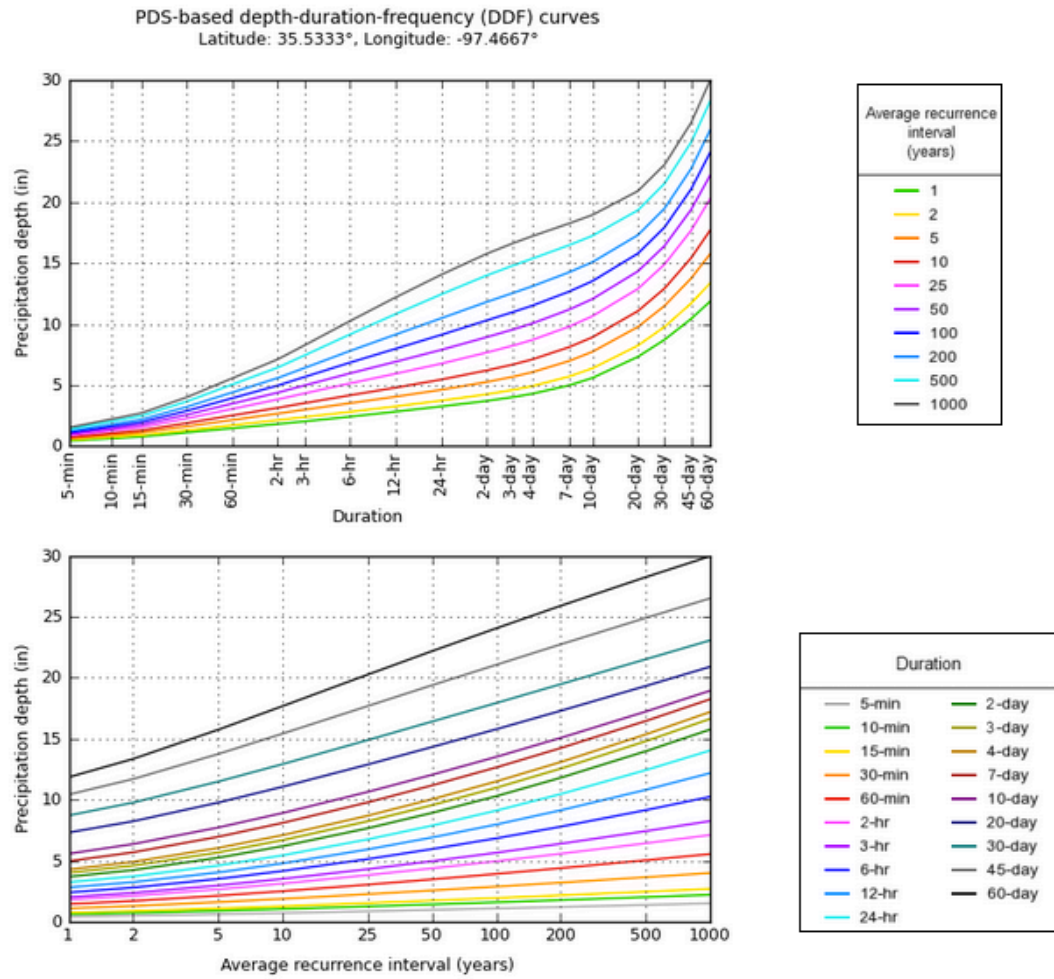 PDS-based depth-duration-frequency (DDF) curves
Latitude: 35.5333°, Longitude: -97.4667°
30
25
20
15
10
5
0
Precipitation depth (in)
5-min
10-min
15-min
30-min
60-min
2-hr
3-hr
6-hr
12-hr
24-hr
2-day
3-day
4-day
7-day
10-day
20-day
30-day
45-day
60-day
Duration
Average recurrence
interval
(years)
1
2
5
10
25
50
100
200
500
1000
30
25
20
15
10
5
0
Precipitation depth (in)
1 2 5 10 25 50 100 200 500 1000
Average recurrence interval (years)
Duration
5-min 2-day
10-min 3-day
15-min 4-day
30-min 7-day
60-min 10-day
2-hr 20-day
3-hr 30-day
6-hr 45-day
12-hr 60-day
24-hr